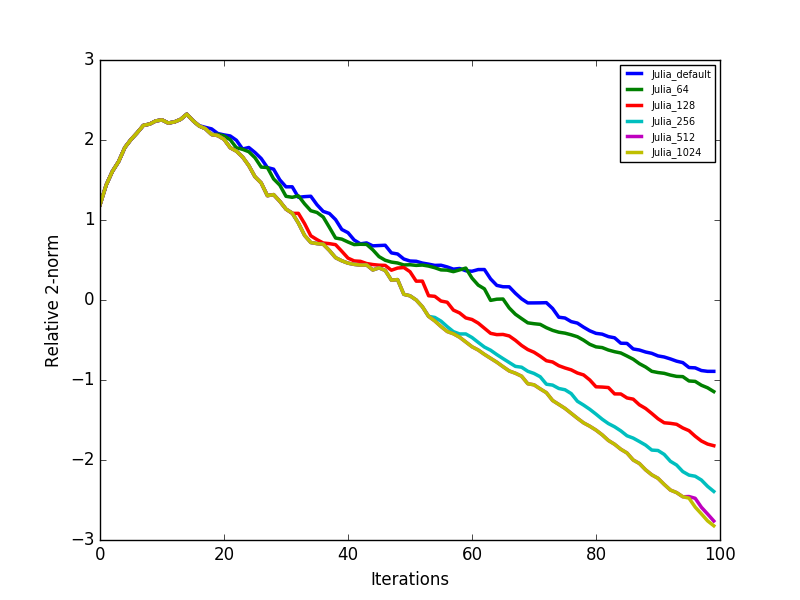 3
2
1
0
−1
−2
−3
Relative 2-norm
Julia_default
Julia_64
Julia_128
Julia_256
Julia_512
Julia_1024
0 20 40 60 80 100
Iterations